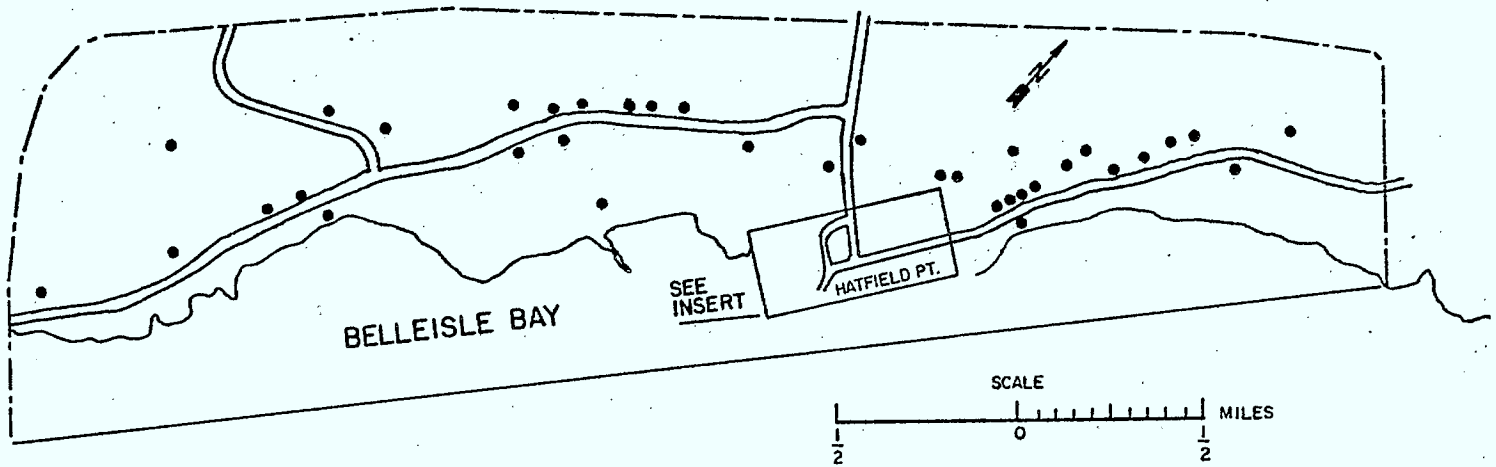 N
SEE
INSERT
HATFIELD PT.
BELLEISLE BAY
SCALE
MILES
1/2 0 1/2